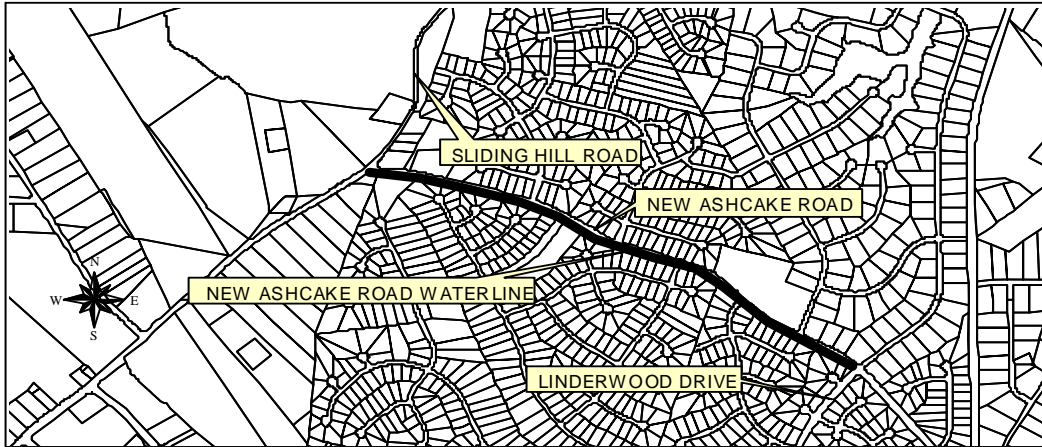 SLIDING HILL ROAD
NEW ASHCAKE ROAD
N
W E
S
NEW ASHCAKE ROAD WATERLINE
LINDERWOOD DRIVE